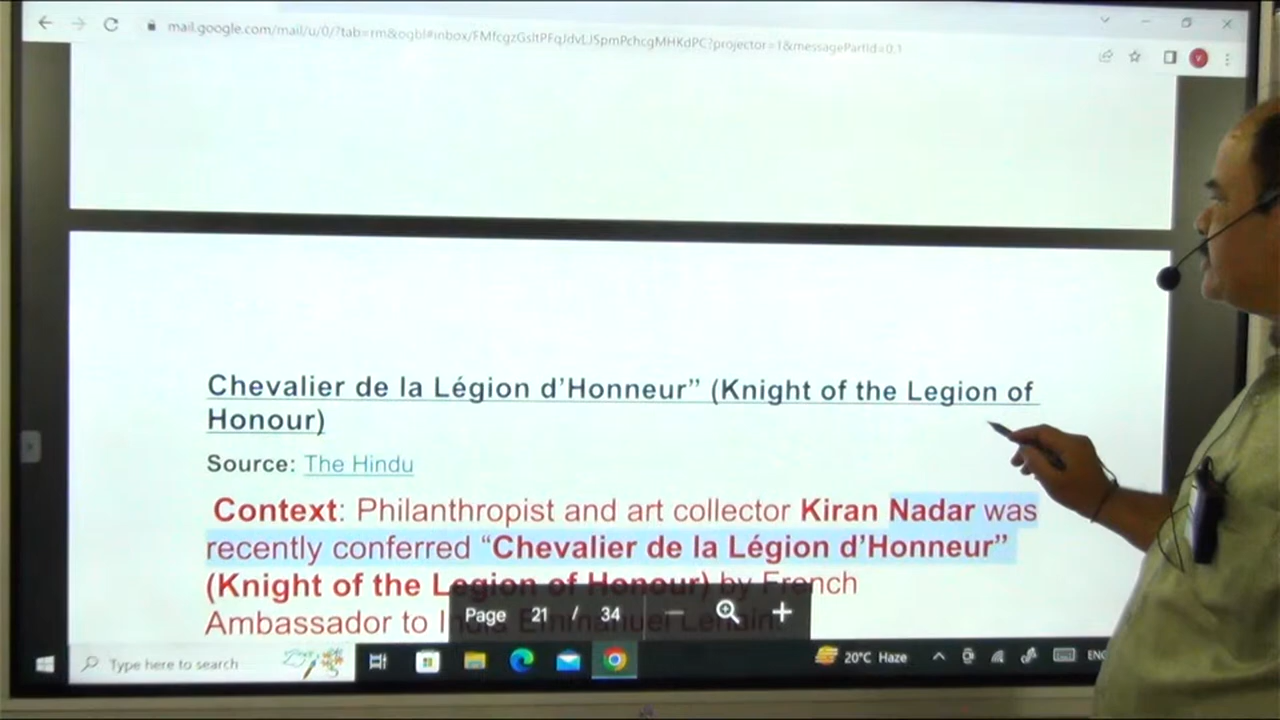 mail.google.com/mail/u/0/?tab=rm&ogbl#inbox/FMfcgzGsltPFqJdvLJSpmPchcgMHKdPC?projector=1&messagePartId=0.1
V
Chevalier de la Légion d’Honneur” (Knight of the Legion of
Honour)
Source: The Hindu
Context: Philanthropist and art collector Kiran Nadar was
recently conferred “Chevalier de la Légion d’Honneur”
(Knight of the Legion of Honour) by French
Ambassador to India Emmanuel Lenain.
Page 21 / 34
Type here to search
20°C Haze
ENG